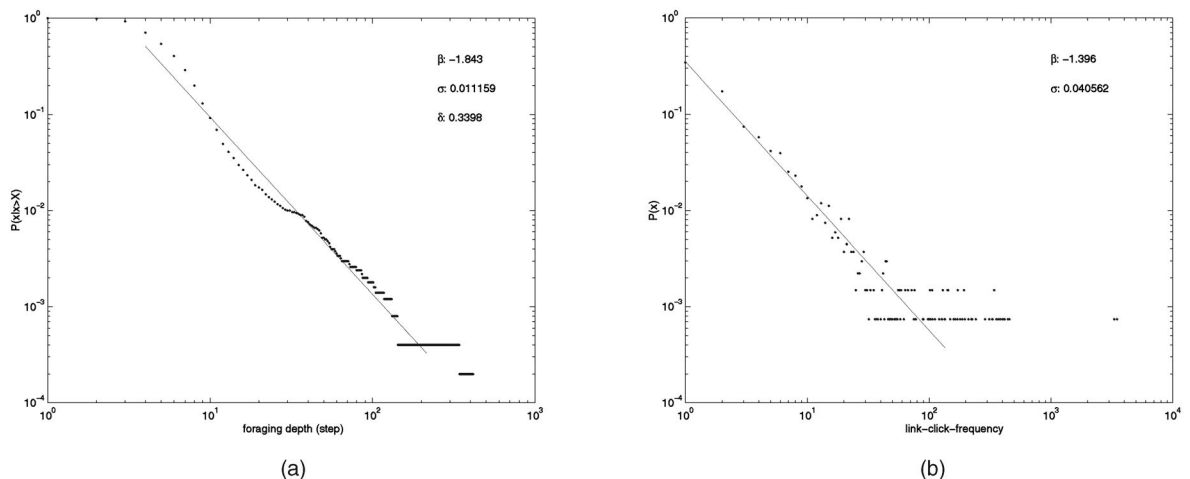 10^0
10^-1
10^-2
10^-3
10^-4
P(x|x>X)
β: −1.843
σ: 0.011159
δ: 0.3398
10^0 10^1 10^2 10^3
foraging depth (step)
(a)
10^0
10^-1
10^-2
10^-3
10^-4
P(x)
β: −1.396
σ: 0.040562
10^0 10^1 10^2 10^3 10^4
link−click−frequency
(b)